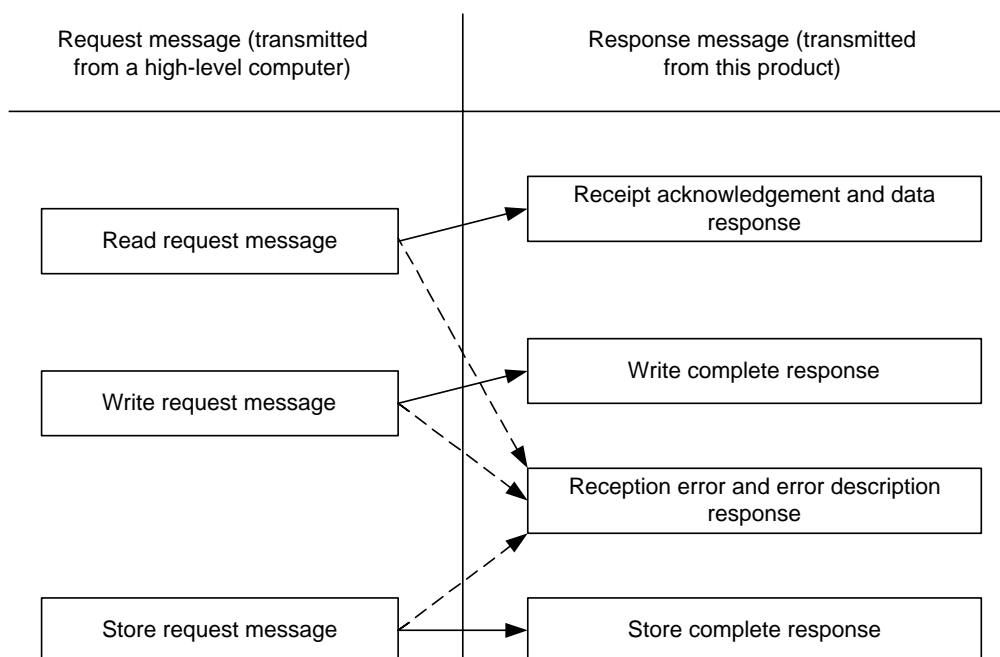 Request message (transmitted
from a high-level computer)
Response message (transmitted
from this product)
Receipt acknowledgement and data
response
Read request message
Write complete response
Write request message
Reception error and error description
response
Store request message
Store complete response